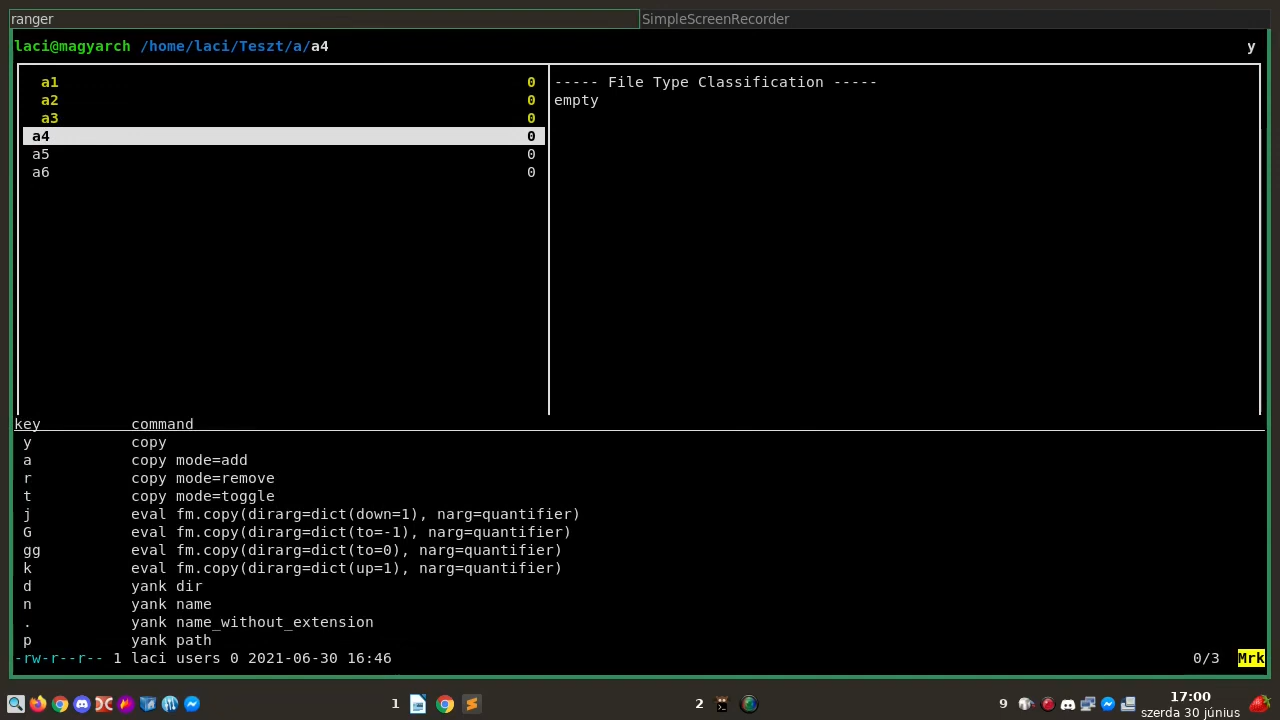 ranger
SimpleScreenRecorder
laci@magyarch /home/laci/Teszt/a/a4 y
a1 0
a2 0
a3 0
a4 0
a5 0
a6 0
----- File Type Classification -----
empty
key command
y copy
a copy mode=add
r copy mode=remove
t copy mode=toggle
j eval fm.copy(dirarg=dict(down=1), narg=quantifier)
G eval fm.copy(dirarg=dict(to=-1), narg=quantifier)
gg eval fm.copy(dirarg=dict(to=0), narg=quantifier)
k eval fm.copy(dirarg=dict(up=1), narg=quantifier)
d yank dir
n yank name
. yank name_without_extension
p yank path
-rw-r--r-- 1 laci users 0 2021-06-30 16:46 0/3 Mrk
1 2 9 17:00
szerda 30 június